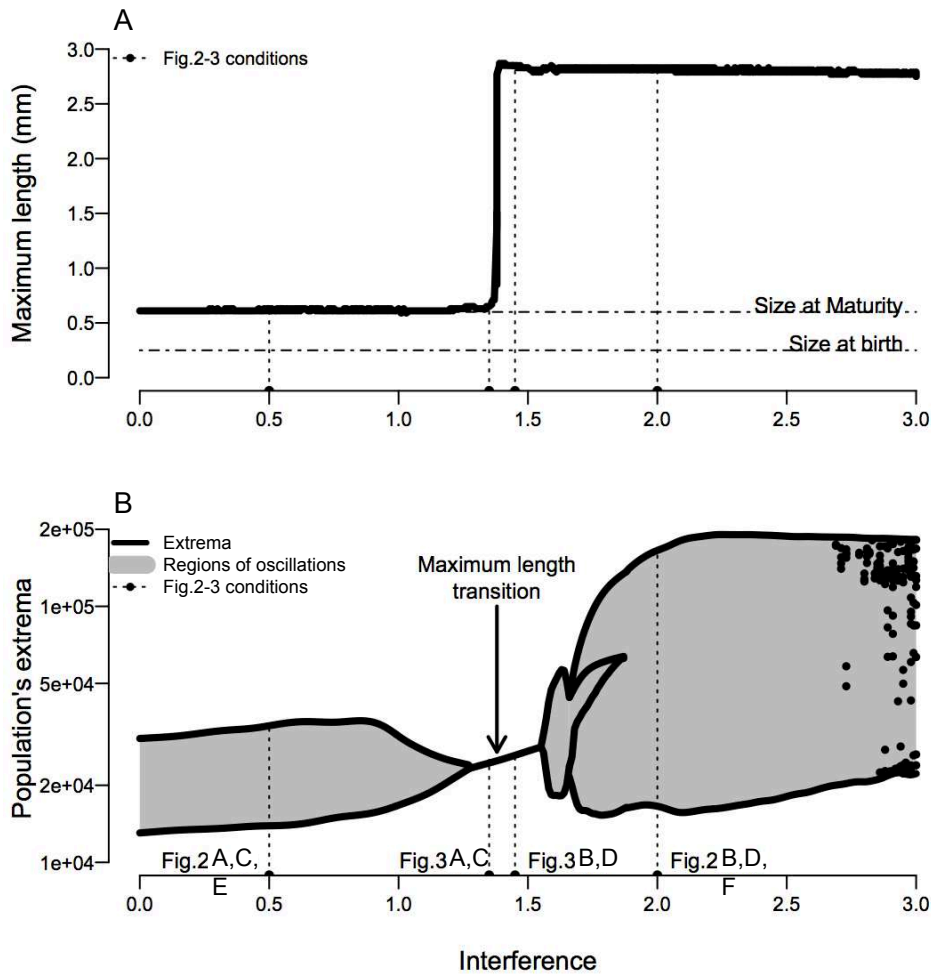 A
Fig.2-3 conditions
Maximum length (mm)
3.0
2.5
2.0
1.5
1.0
0.5
0.0
Size at Maturity
Size at birth
0.0 0.5 1.0 1.5 2.0 2.5 3.0
B
Extrema
Regions of oscillations
Fig.2-3 conditions
Maximum length
transition
Population's extrema
2e+05
1e+05
5e+04
2e+04
1e+04
Fig.2 A,C, Fig.3 A,C Fig.3 B,D Fig.2 B,D,
E F
0.0 0.5 1.0 1.5 2.0 2.5 3.0
Interference